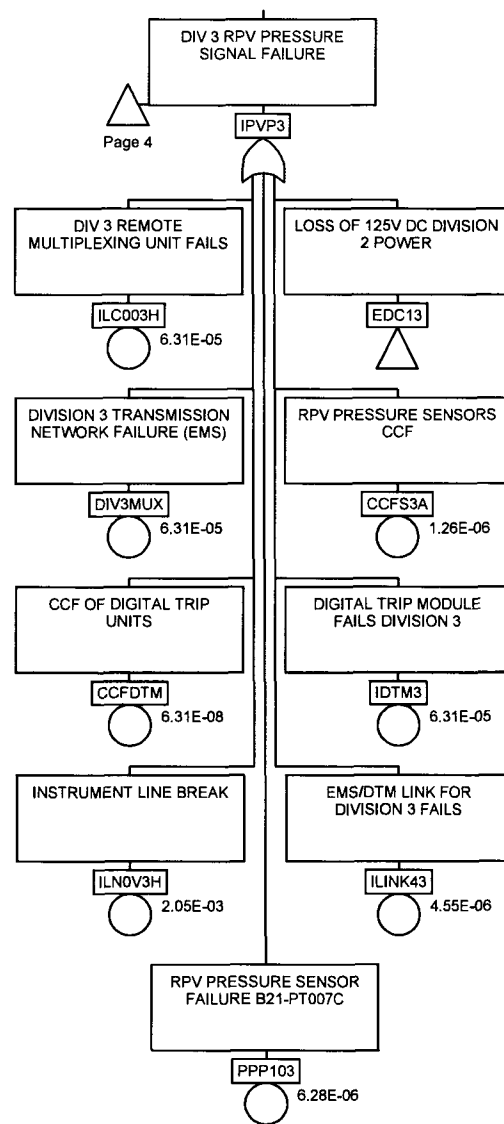 DIV 3 RPV PRESSURE
SIGNAL FAILURE
Page 4
IPVP3
DIV 3 REMOTE
MULTIPLEXING UNIT FAILS
ILC003H
6.31E-05
LOSS OF 125V DC DIVISION
2 POWER
EDC13
DIVISION 3 TRANSMISSION
NETWORK FAILURE (EMS)
DIV3MUX
6.31E-05
RPV PRESSURE SENSORS
CCF
CCFS3A
1.26E-06
CCF OF DIGITAL TRIP
UNITS
CCFDTM
6.31E-08
DIGITAL TRIP MODULE
FAILS DIVISION 3
IDTM3
6.31E-05
INSTRUMENT LINE BREAK
ILN0V3H
2.05E-03
EMS/DTM LINK FOR
DIVISION 3 FAILS
ILINK43
4.55E-06
RPV PRESSURE SENSOR
FAILURE B21-PT007C
PPP103
6.28E-06